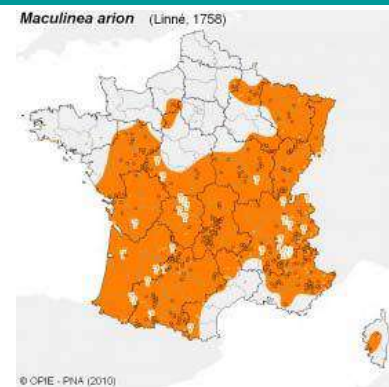 Maculinea arion (Linné, 1758)
© OPIE - PNA (2010)